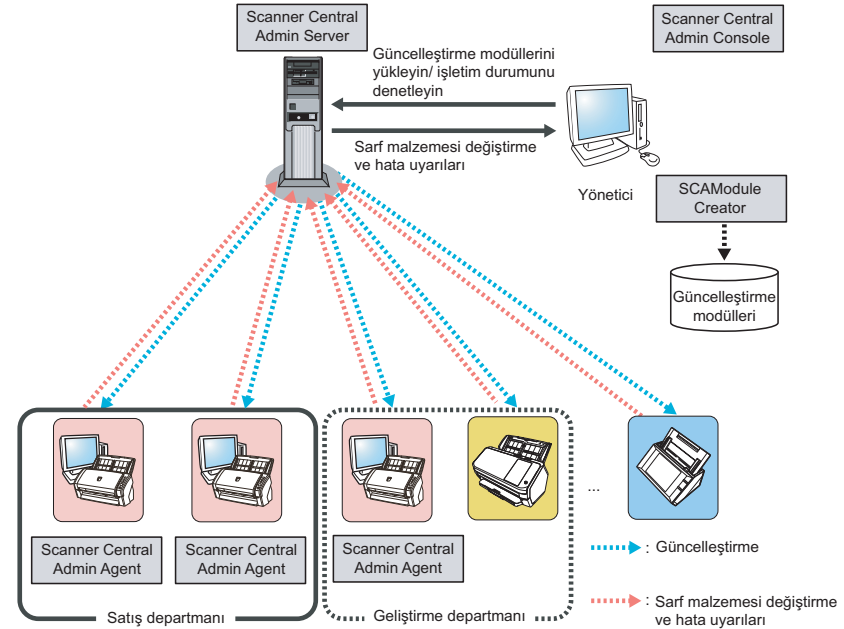 Scanner Central
Admin Server
Scanner Central
Admin Console
Güncelleştirme modüllerini
yükleyin/ işletim durumunu
denetleyin
Sarf malzemesi değiştirme
ve hata uyarıları
Yönetici
SCAModule
Creator
Güncelleştirme
modülleri
...
Scanner Central
Admin Agent
Scanner Central
Admin Agent
Scanner Central
Admin Agent
: Güncelleştirme
Satış departmanı
Geliştirme departmanı
: Sarf malzemesi değiştirme
ve hata uyarıları